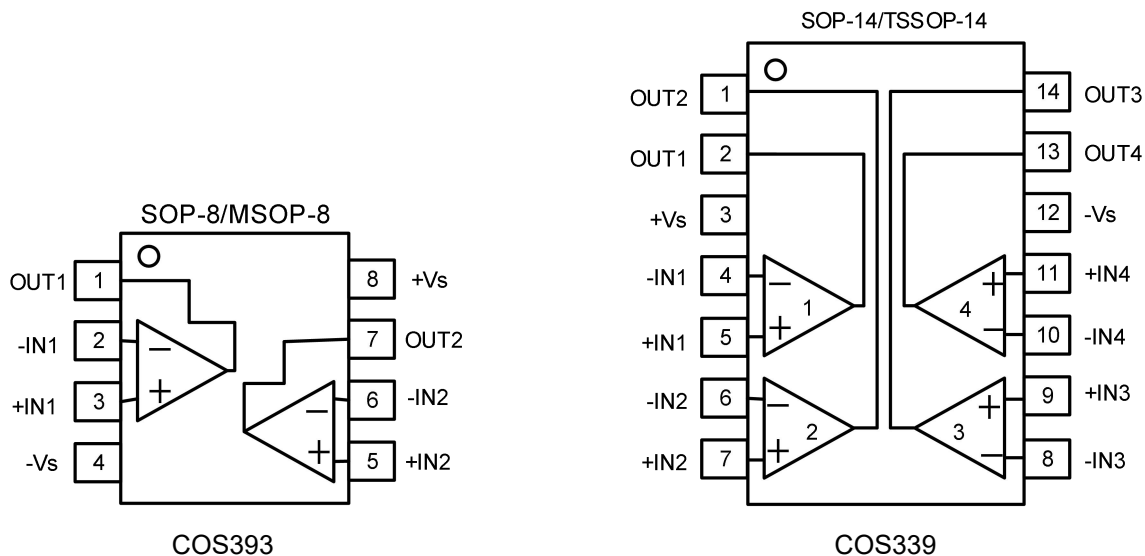 SOP-8/MSOP-8
OUT1 1
-IN1 2
+IN1 3
-Vs 4
8 +Vs
7 OUT2
6 -IN2
5 +IN2
−
+
−
+
COS393
SOP-14/TSSOP-14
OUT2 1
OUT1 2
+Vs 3
-IN1 4
+IN1 5
-IN2 6
+IN2 7
14 OUT3
13 OUT4
12 -Vs
11 +IN4
10 -IN4
9 +IN3
8 -IN3
−
1
+
+
4
−
−
2
+
+
3
−
COS339